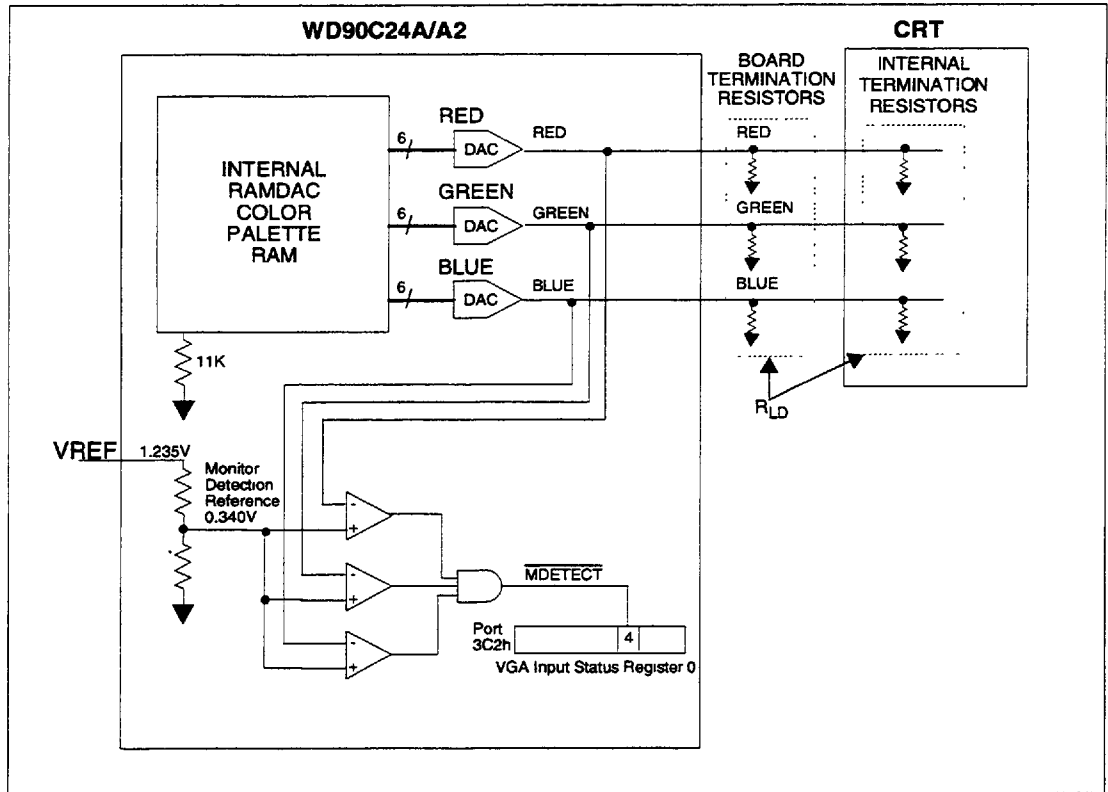 WD90C24A/A2
CRT
BOARD
TERMINATION
RESISTORS
INTERNAL
TERMINATION
RESISTORS
INTERNAL
RAMDAC
COLOR
PALETTE
RAM
RED
6
DAC
RED
RED
GREEN
6
DAC
GREEN
GREEN
BLUE
6
DAC
BLUE
BLUE
11K
RLD
VREF
1.235V
Monitor
Detection
Reference
0.340V
-
+
-
+
-
+
MDETECT
Port
3C2h
4
VGA Input Status Register 0